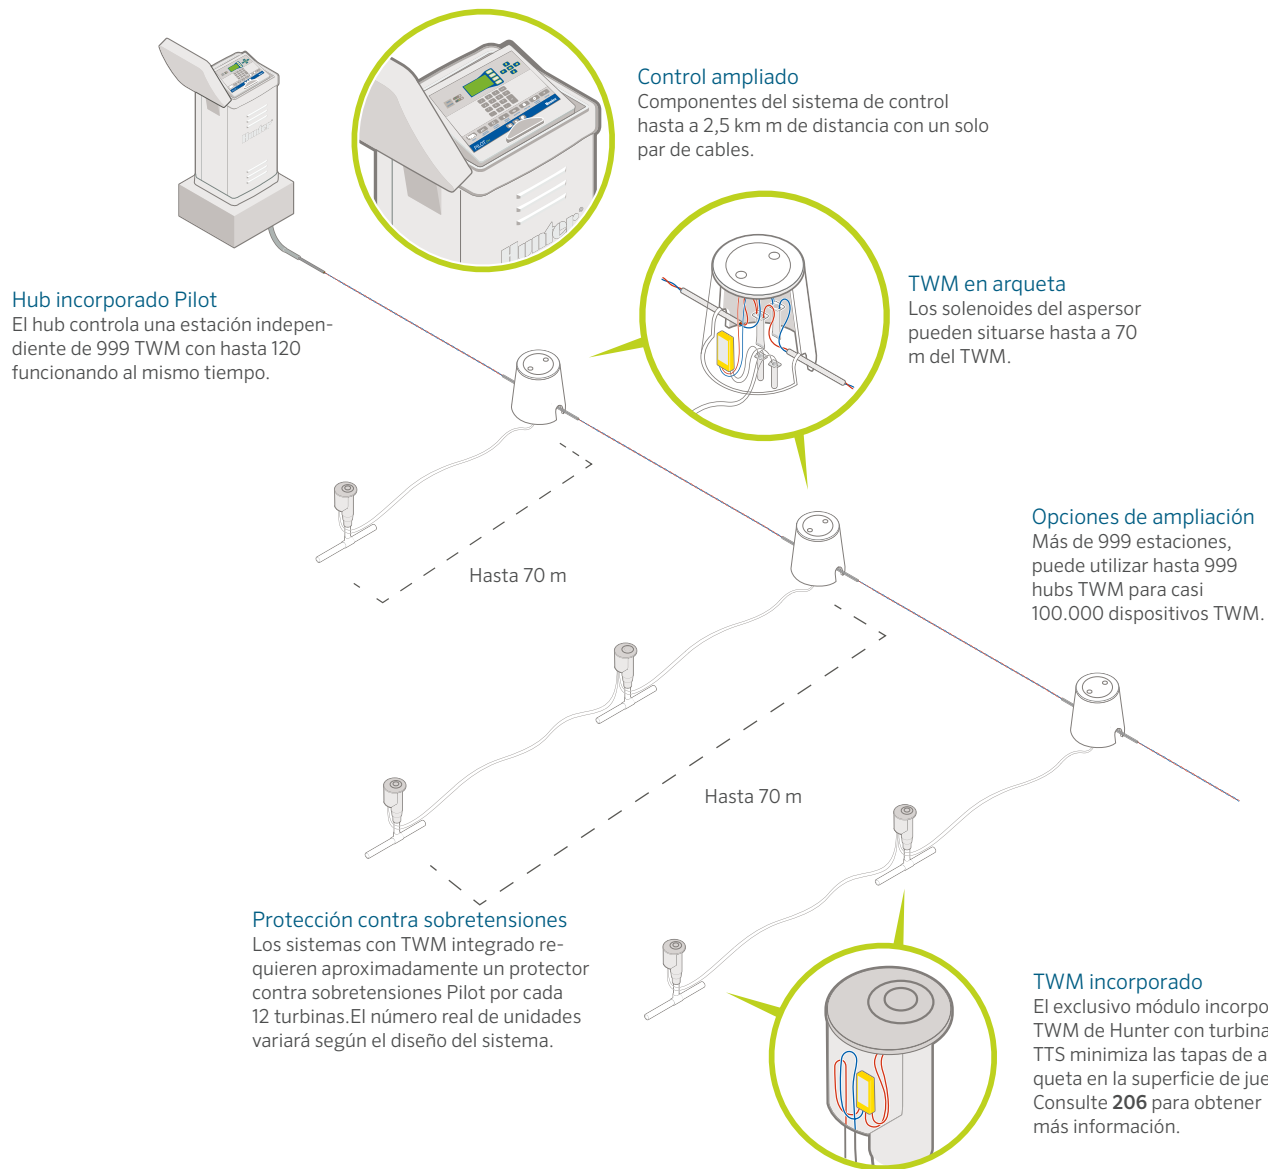 Control ampliado
Componentes del sistema de control
hasta a 2,5 km m de distancia con un solo
par de cables.
Hub incorporado Pilot
El hub controla una estación indepen-
diente de 999 TWM con hasta 120
funcionando al mismo tiempo.
TWM en arqueta
Los solenoides del aspersor
pueden situarse hasta a 70
m del TWM.
Opciones de ampliación
Más de 999 estaciones,
puede utilizar hasta 999
hubs TWM para casi
100.000 dispositivos TWM.
Hasta 70 m
Hasta 70 m
Protección contra sobretensiones
Los sistemas con TWM integrado re-
quieren aproximadamente un protector
contra sobretensiones Pilot por cada
12 turbinas.El número real de unidades
variará según el diseño del sistema.
TWM incorporado
El exclusivo módulo incorpo
TWM de Hunter con turbina
TTS minimiza las tapas de a
queta en la superficie de jue
Consulte 206 para obtener
más información.
Hunter
PILOT